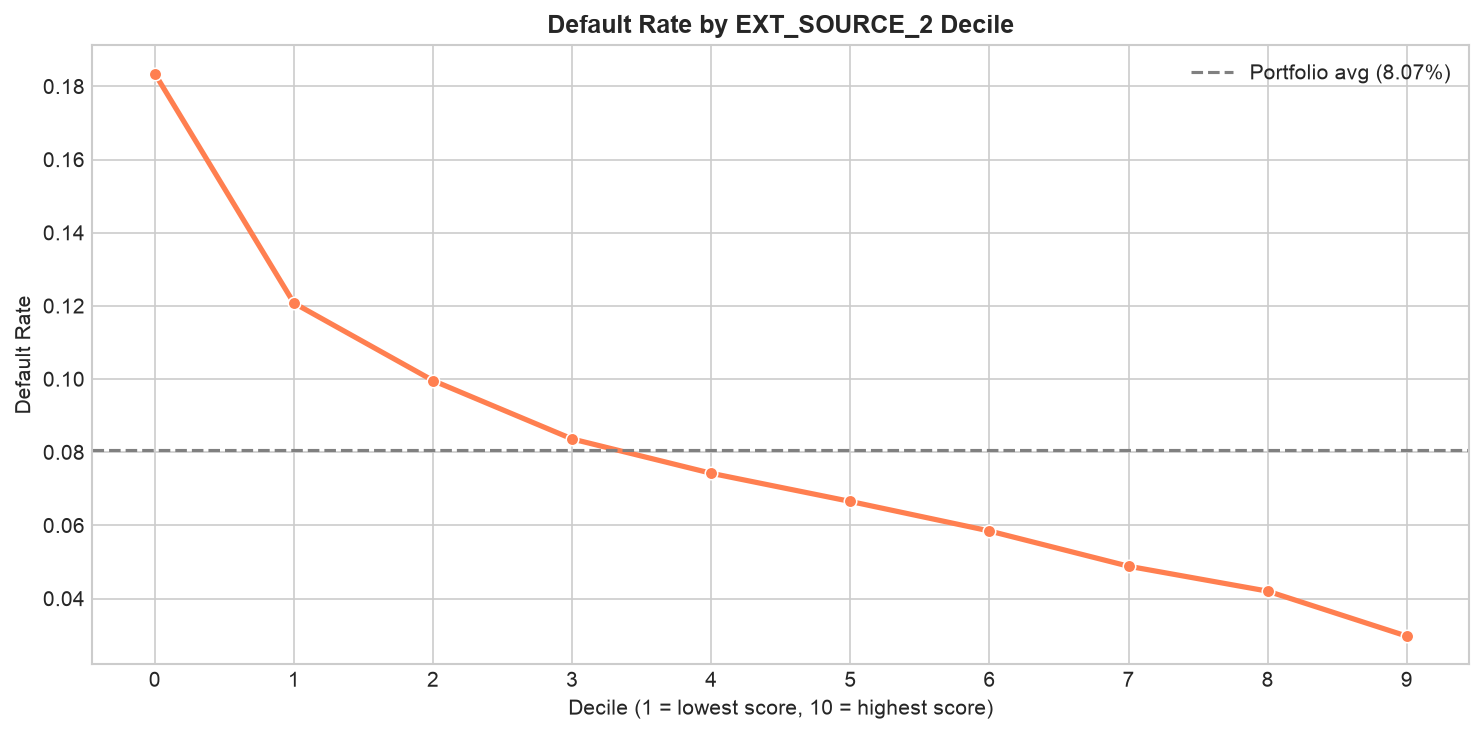 Default Rate by EXT_SOURCE_2 Decile
Portfolio avg (8.07%)
0.18
0.16
0.14
0.12
0.10
0.08
0.06
0.04
Default Rate
0 1 2 3 4 5 6 7 8 9
Decile (1 = lowest score, 10 = highest score)